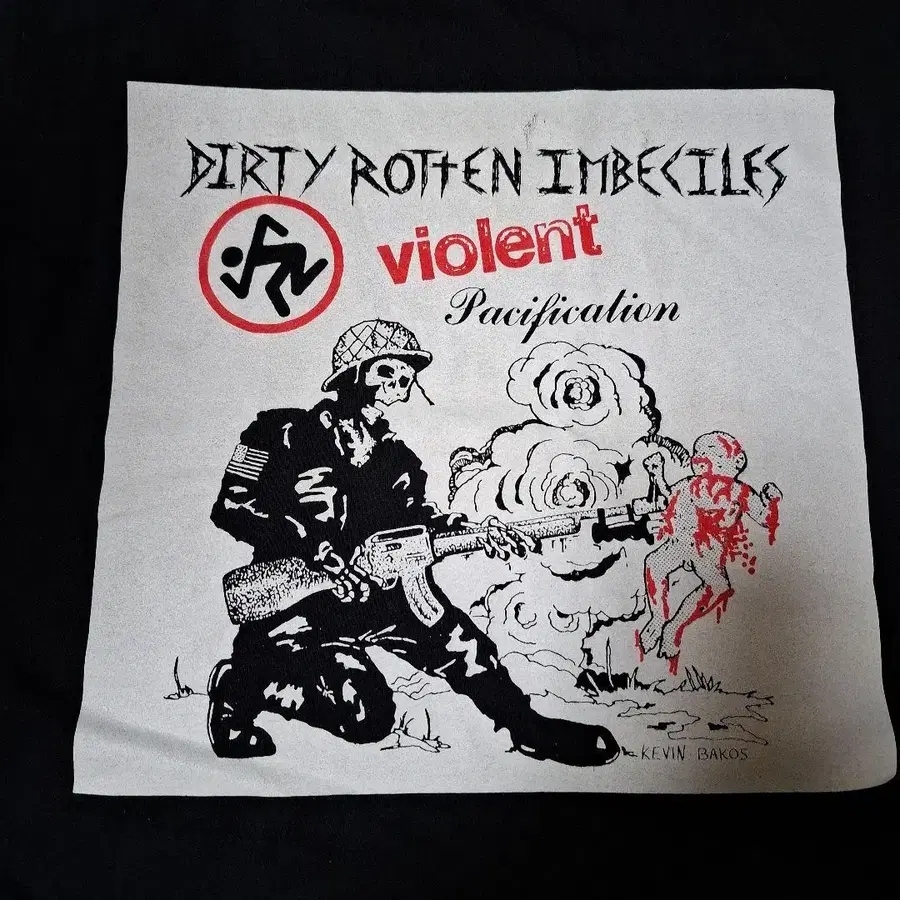 DIRTY ROTTEN IMBECILES
violent
Pacification
KEVIN BAKOS